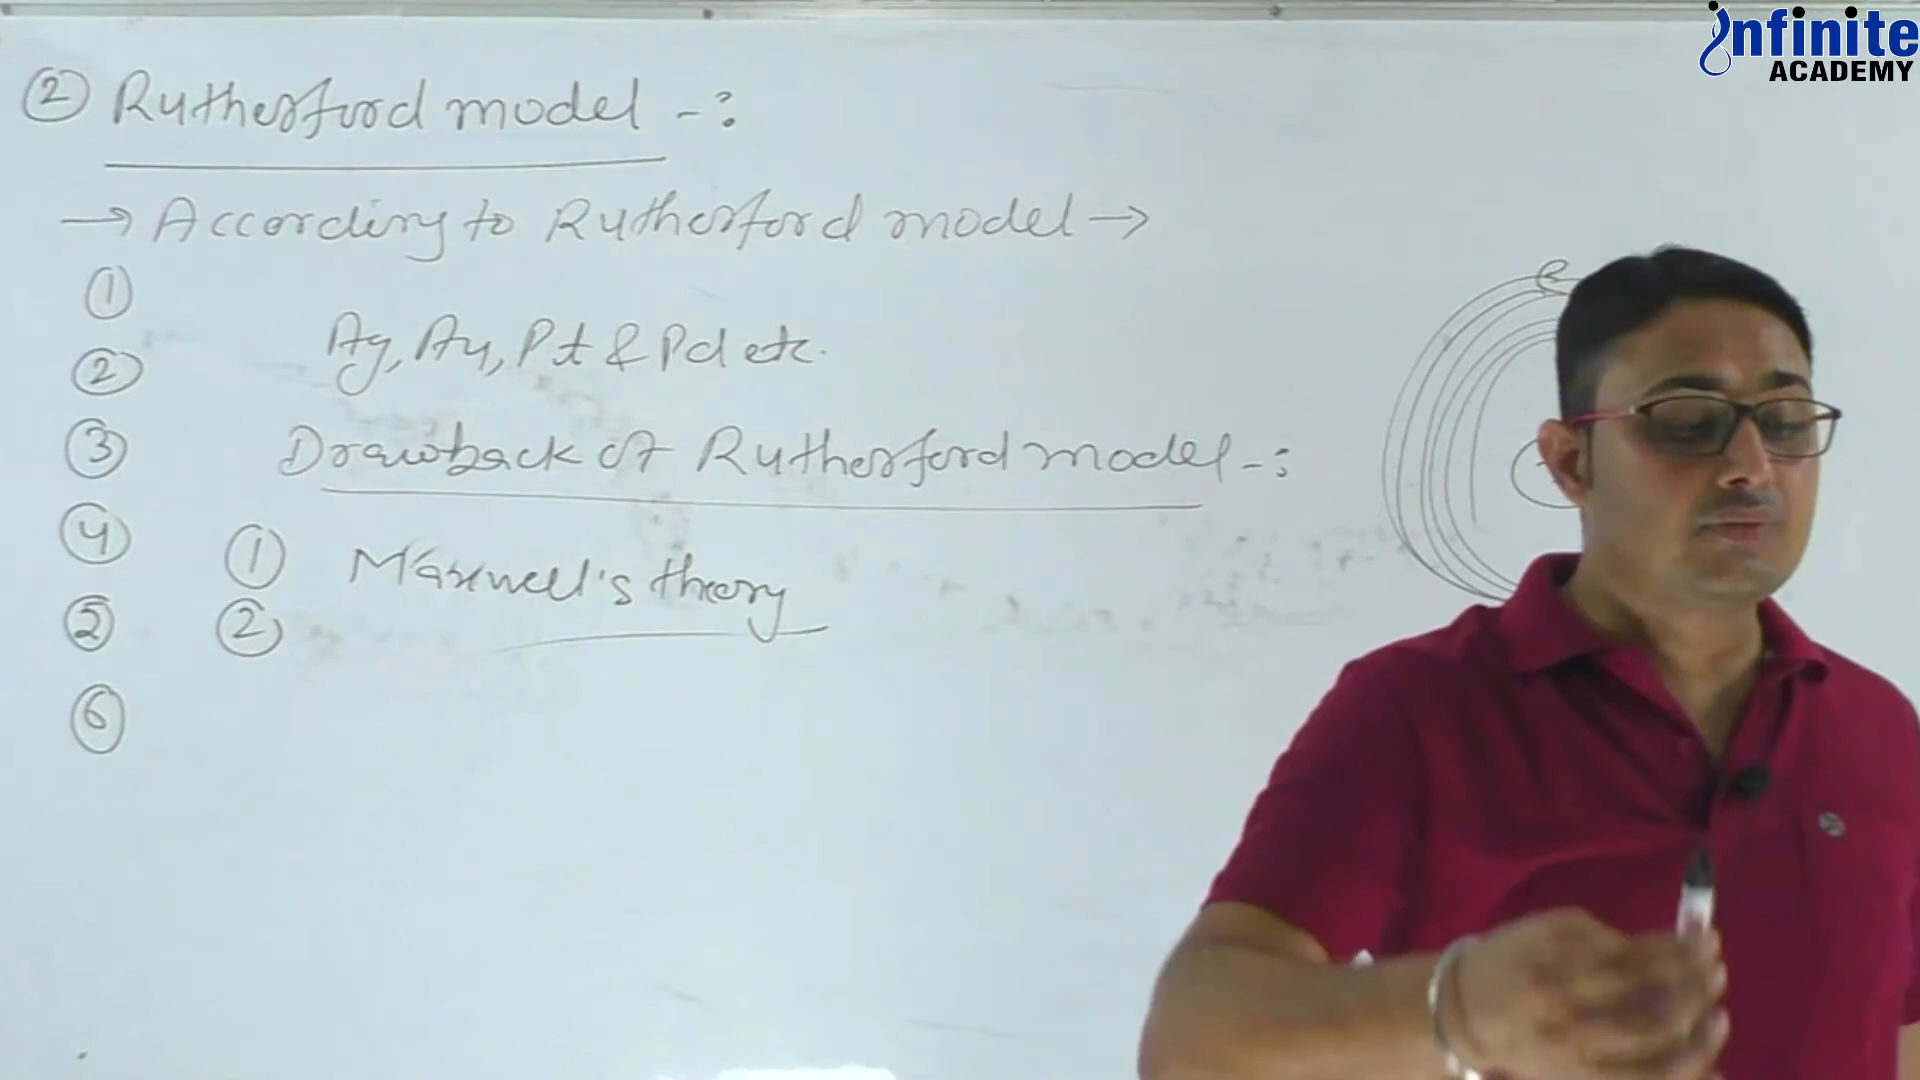 ② Rutherford model -:
→ According to Rutherford model →
①
Ag, Au, Pt & Pd etc.
②
③ Drawback of Rutherford model -:
④
① Maxwell's theory
⑤ ②
⑥
infinite
ACADEMY